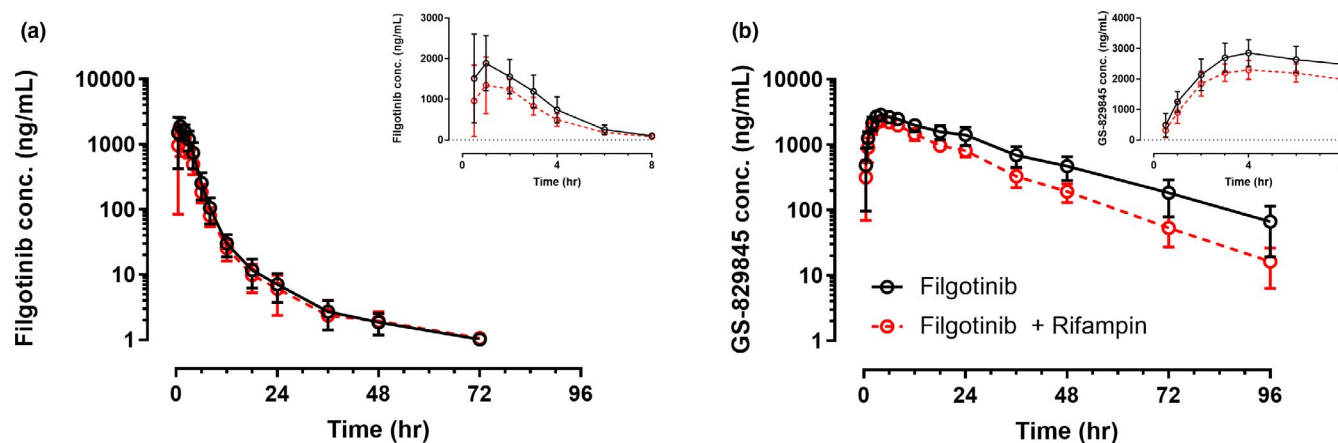 (a)
Filgotinib conc. (ng/mL)
10000
1000
100
10
1
0 24 48 72 96
Time (hr)
Filgotinib conc. (ng/mL)
3000
2000
1000
0
0 4 8
Time (hr)
(b)
GS-829845 conc. (ng/mL)
10000
1000
100
10
1
0 24 48 72 96
Time (hr)
Filgotinib
Filgotinib + Rifampin
GS-829845 conc. (ng/mL)
4000
3000
2000
1000
0
0 4
Time (hr)